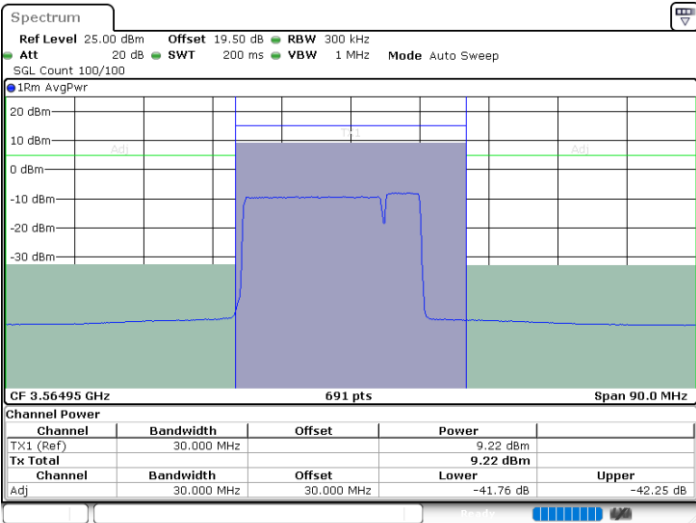 Spectrum
Ref Level 25.00 dBm Offset 19.50 dB RBW 300 kHz
Att 20 dB SWT 200 ms VBW 1 MHz Mode Auto Sweep
SGL Count 100/100
1Rm AvgPwr
20 dBm
TX1
10 dBm
Adj Adj
0 dBm
-10 dBm
-20 dBm
-30 dBm
CF 3.56495 GHz 691 pts Span 90.0 MHz
Channel Power
Channel Bandwidth Offset Power
TX1 (Ref) 30.000 MHz 9.22 dBm
Tx Total 9.22 dBm
Channel Bandwidth Offset Lower Upper
Adj 30.000 MHz 30.000 MHz -41.76 dB -42.25 dB
Ready